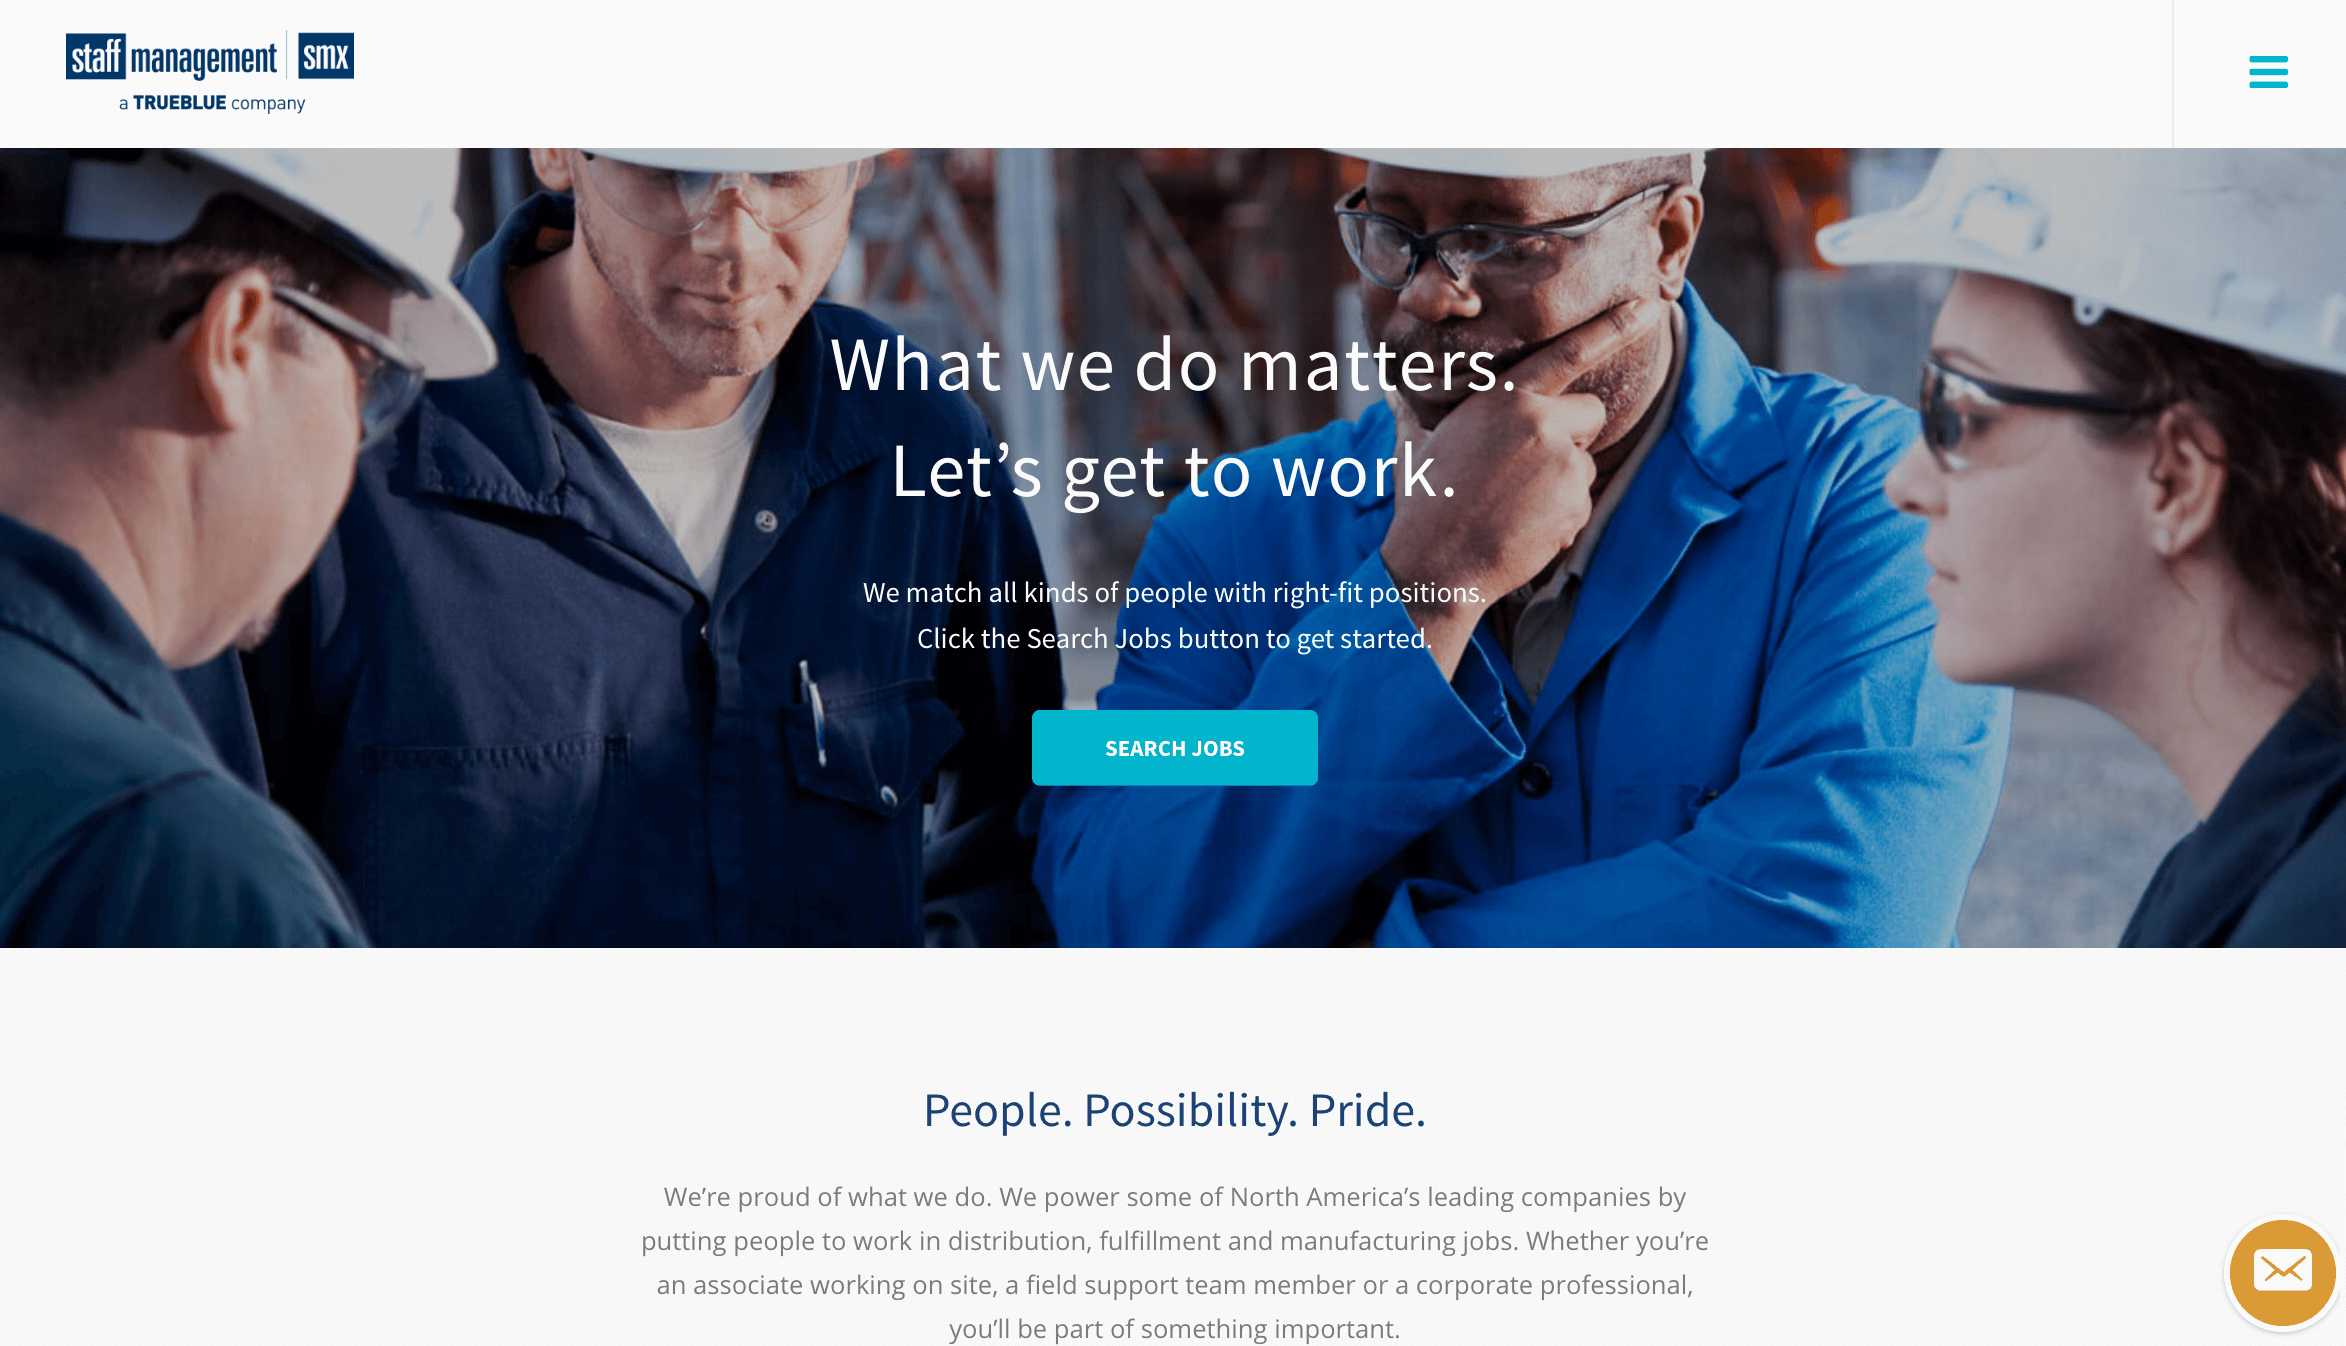 staff management | smx
a TRUEBLUE company
What we do matters.
Let’s get to work.
We match all kinds of people with right-fit positions.
Click the Search Jobs button to get started.
SEARCH JOBS
People. Possibility. Pride.
We’re proud of what we do. We power some of North America’s leading companies by
putting people to work in distribution, fulfillment and manufacturing jobs. Whether you’re
an associate working on site, a field support team member or a corporate professional,
you’ll be part of something important.